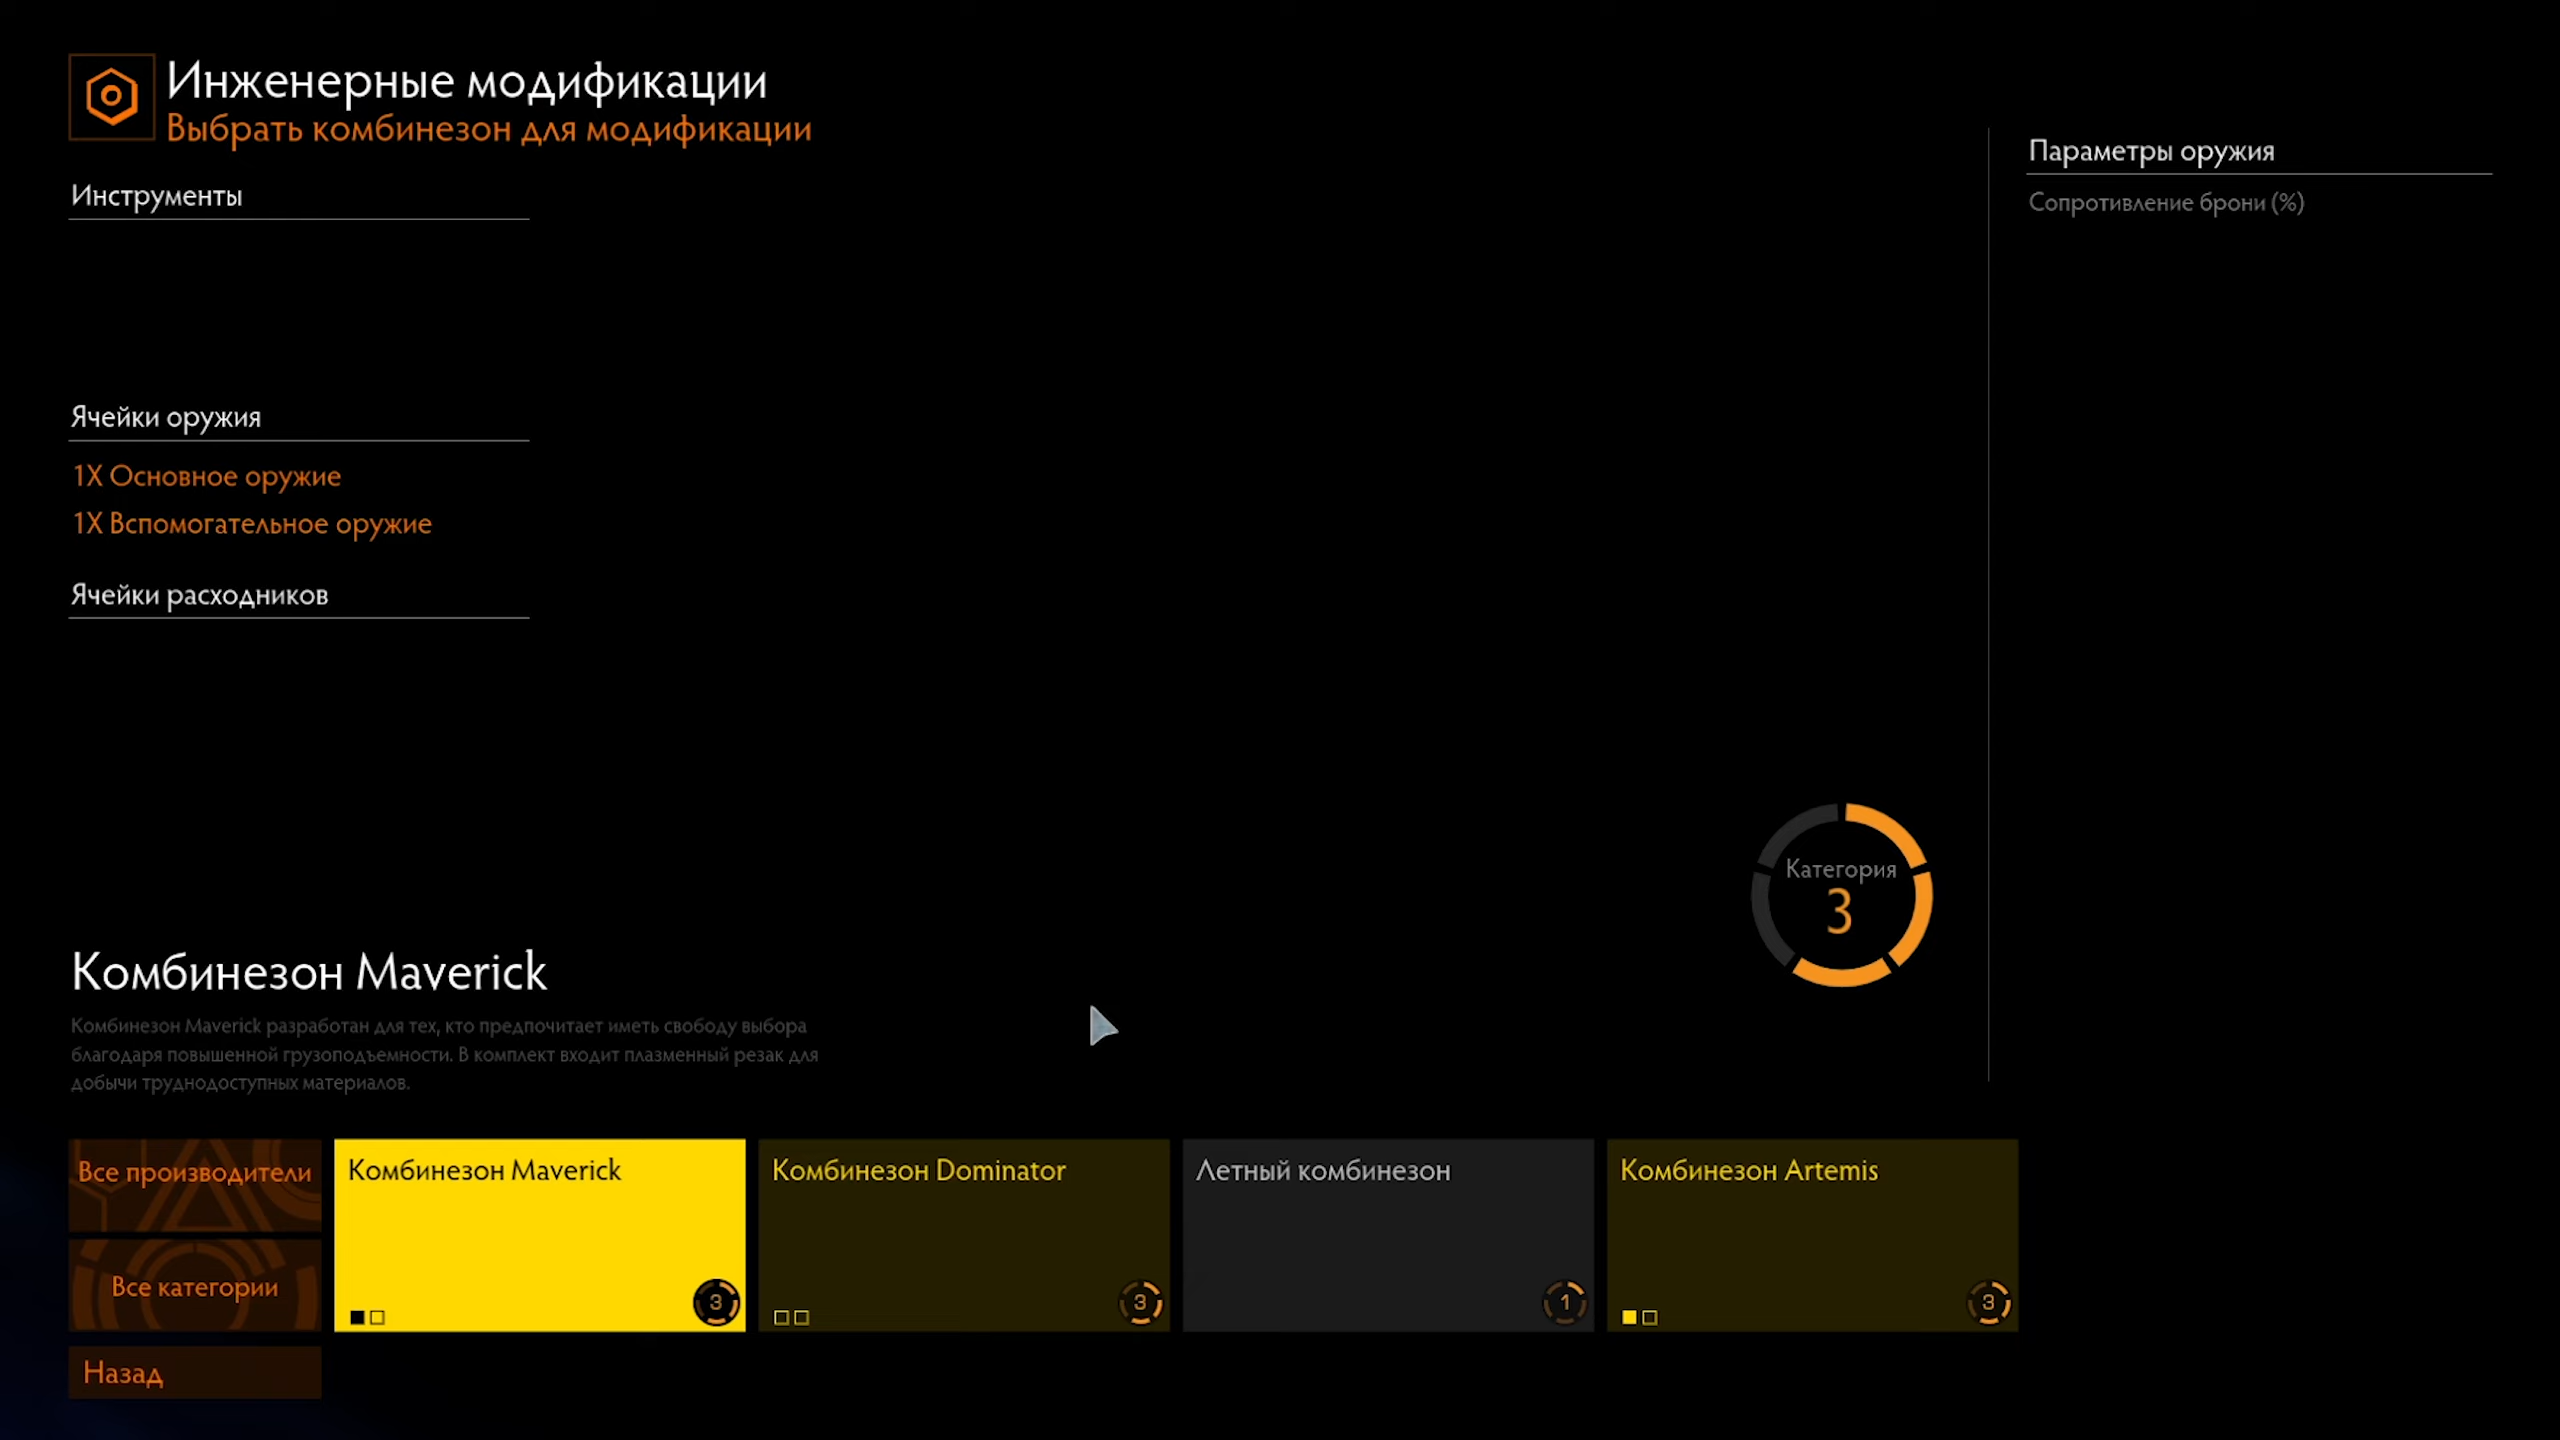 Инженерные модификации
Выбрать комбинезон для модификации
Инструменты
Ячейки оружия
1X Основное оружие
1X Вспомогательное оружие
Ячейки расходников
Параметры оружия
Сопротивление брони (%)
Категория
3
Комбинезон Maverick
Комбинезон Maverick разработан для тех, кто предпочитает иметь свободу выбора
благодаря повышенной грузоподъемности. В комплект входит плазменный резак для
добычи труднодоступных материалов.
Все производители
Все категории
Комбинезон Maverick
3
Комбинезон Dominator
3
Летный комбинезон
1
Комбинезон Artemis
3
Назад